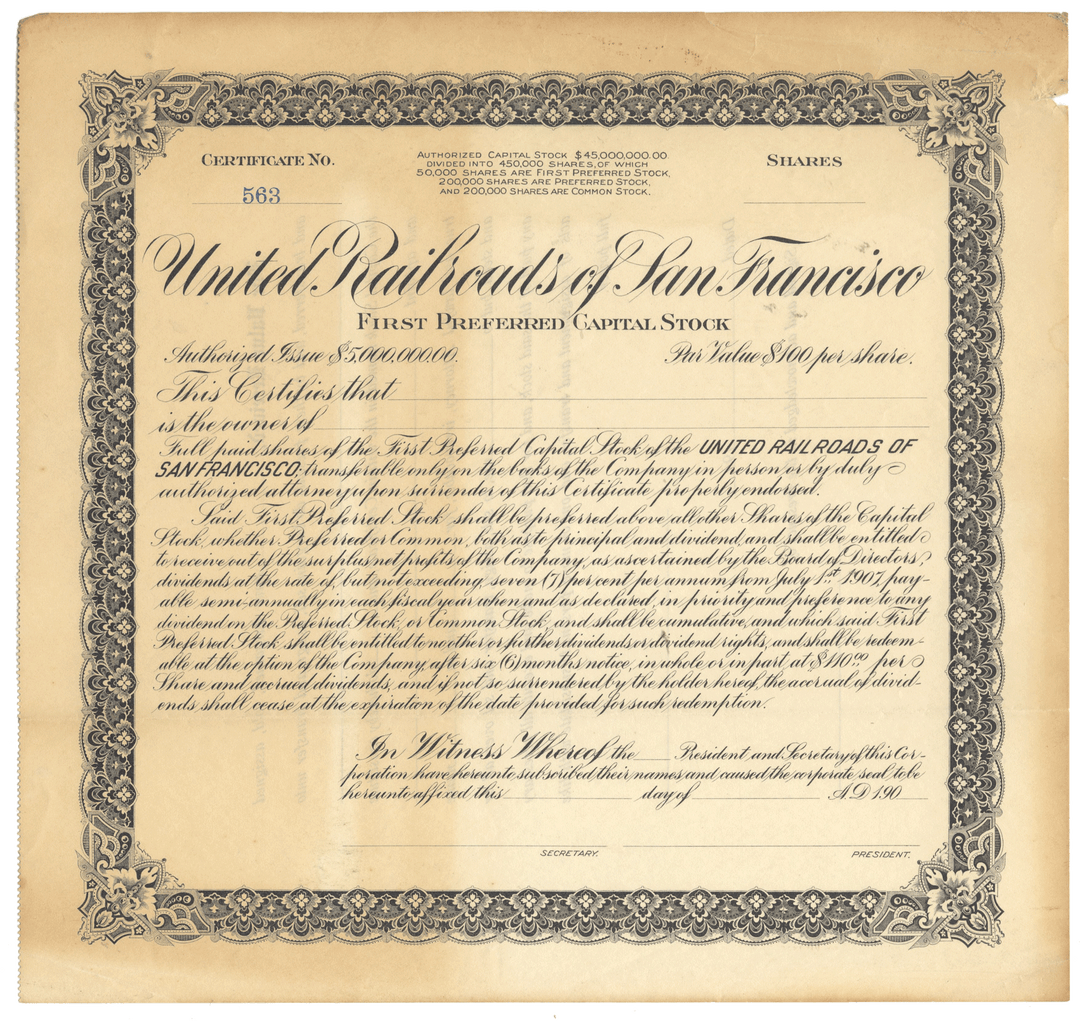 CERTIFICATE NO.
563
AUTHORIZED CAPITAL STOCK $45,000,000.00
DIVIDED INTO 450,000 SHARES, OF WHICH
50,000 SHARES ARE FIRST PREFERRED STOCK,
200,000 SHARES ARE PREFERRED STOCK,
AND 200,000 SHARES ARE COMMON STOCK.
SHARES
United Railroads of San Francisco
FIRST PREFERRED CAPITAL STOCK
Authorized Issue $5,000,000.00. Par Value $100 per share.
This Certifies that
is the owner of
Full paid shares of the First Preferred Capital Stock of the UNITED RAILROADS OF
SAN FRANCISCO, transferable only on the books of the Company in person or by duly
authorized attorney upon surrender of this Certificate properly endorsed.
Said First Preferred Stock shall be preferred above all other Shares of the Capital
Stock, whether Preferred or Common, both as to principal and dividend, and shall be entitled
to receive out of the surplus net profits of the Company, as ascertained by the Board of Directors,
dividends at the rate of, but not exceeding, seven (7) per cent per annum from July 1st 1907, pay-
able semi-annually in each fiscal year when and as declared, in priority and preference to any
dividend on the Preferred Stock, or Common Stock, and shall be cumulative, and which said First
Preferred Stock shall be entitled to no other or further dividends or dividend rights, and shall be redeem-
able at the option of the Company, after six (6) months notice, in whole or in part at $110.00 per
Share and accrued dividends, and if not so surrendered by the holder hereof, the accrual of divid-
ends shall cease at the expiration of the date provided for such redemption.
In Witness Whereof the President and Secretary of this Cor-
poration have hereunto subscribed their names and caused the corporate seal to be
hereunto affixed this day of A.D. 190
SECRETARY. PRESIDENT.